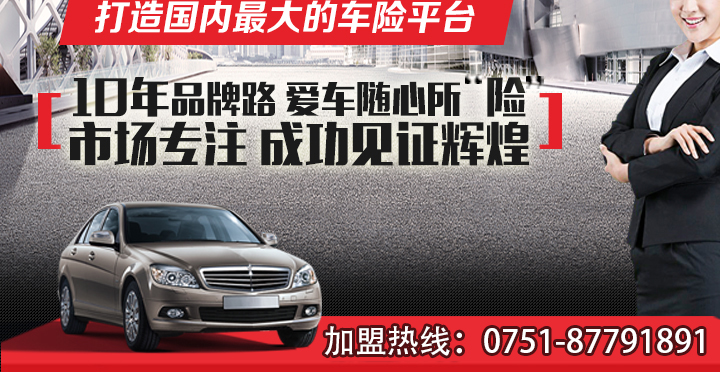 打造国内最大的车险平台
10年品牌路 爱车随心所"险"
市场专注 成功见证辉煌
加盟热线：0751-87791891